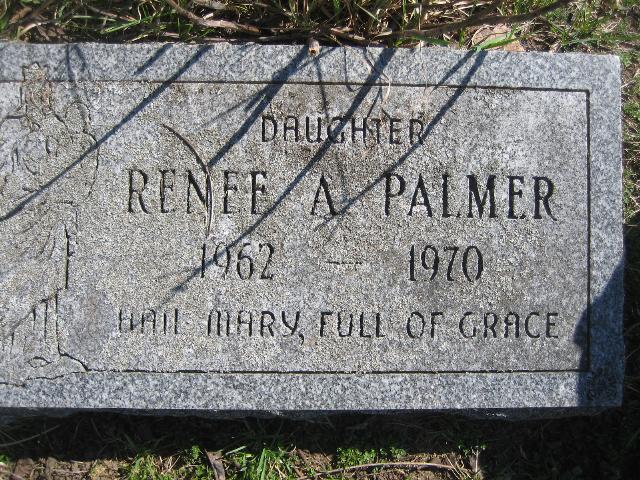 DAUGHTER
RENEE A. PALMER
1962 — 1970
HAIL MARY, FULL OF GRACE